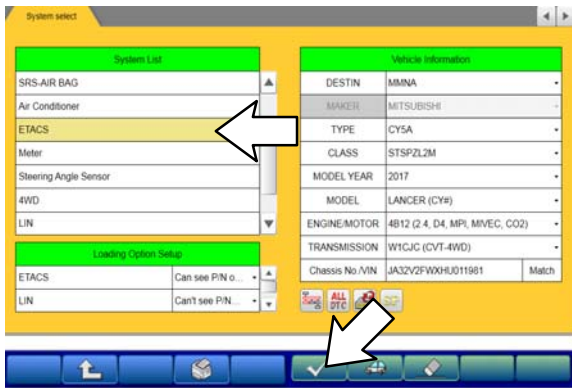 System select
System List
SRS-AIR BAG
Air Conditioner
ETACS
Meter
Steering Angle Sensor
4WD
LIN
Loading Option Setup
ETACS Can see P/N o...
LIN Can't see P/N...
Vehicle Information
DESTIN MMNA
MAKER MITSUBISHI
TYPE CY5A
CLASS STSPZL2M
MODEL YEAR 2017
MODEL LANCER (CY#)
ENGINE/MOTOR 4B12 (2.4, D4, MPI, MIVEC, CO2)
TRANSMISSION W1CJC (CVT-4WD)
Chassis No./VIN JA32V2FWXHU011981 Match
ALL
DTC